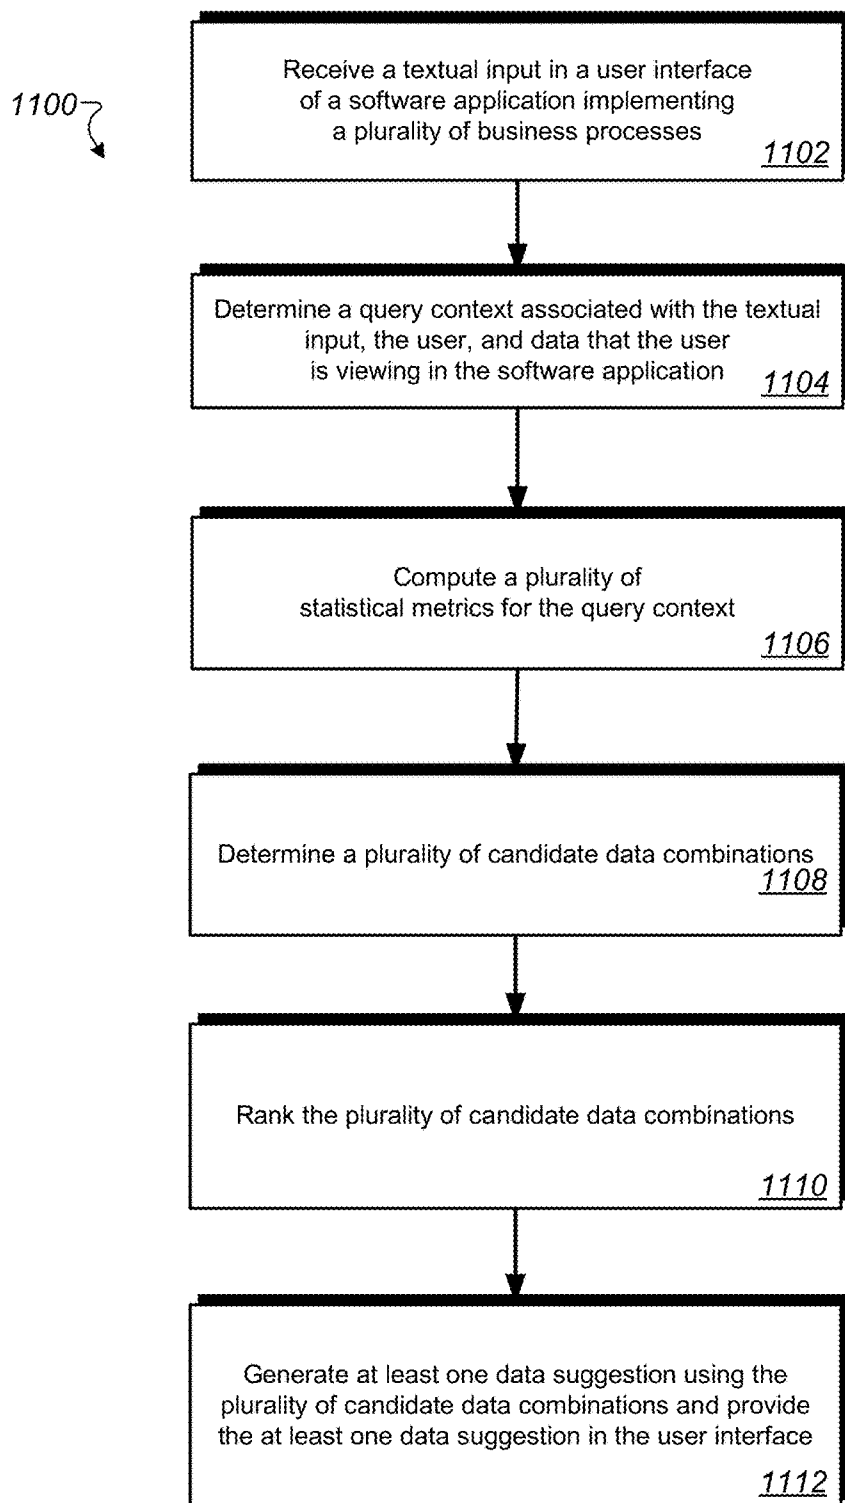 1100
Receive a textual input in a user interface
of a software application implementing
a plurality of business processes
1102
Determine a query context associated with the textual
input, the user, and data that the user
is viewing in the software application
1104
Compute a plurality of
statistical metrics for the query context
1106
Determine a plurality of candidate data combinations
1108
Rank the plurality of candidate data combinations
1110
Generate at least one data suggestion using the
plurality of candidate data combinations and provide
the at least one data suggestion in the user interface
1112